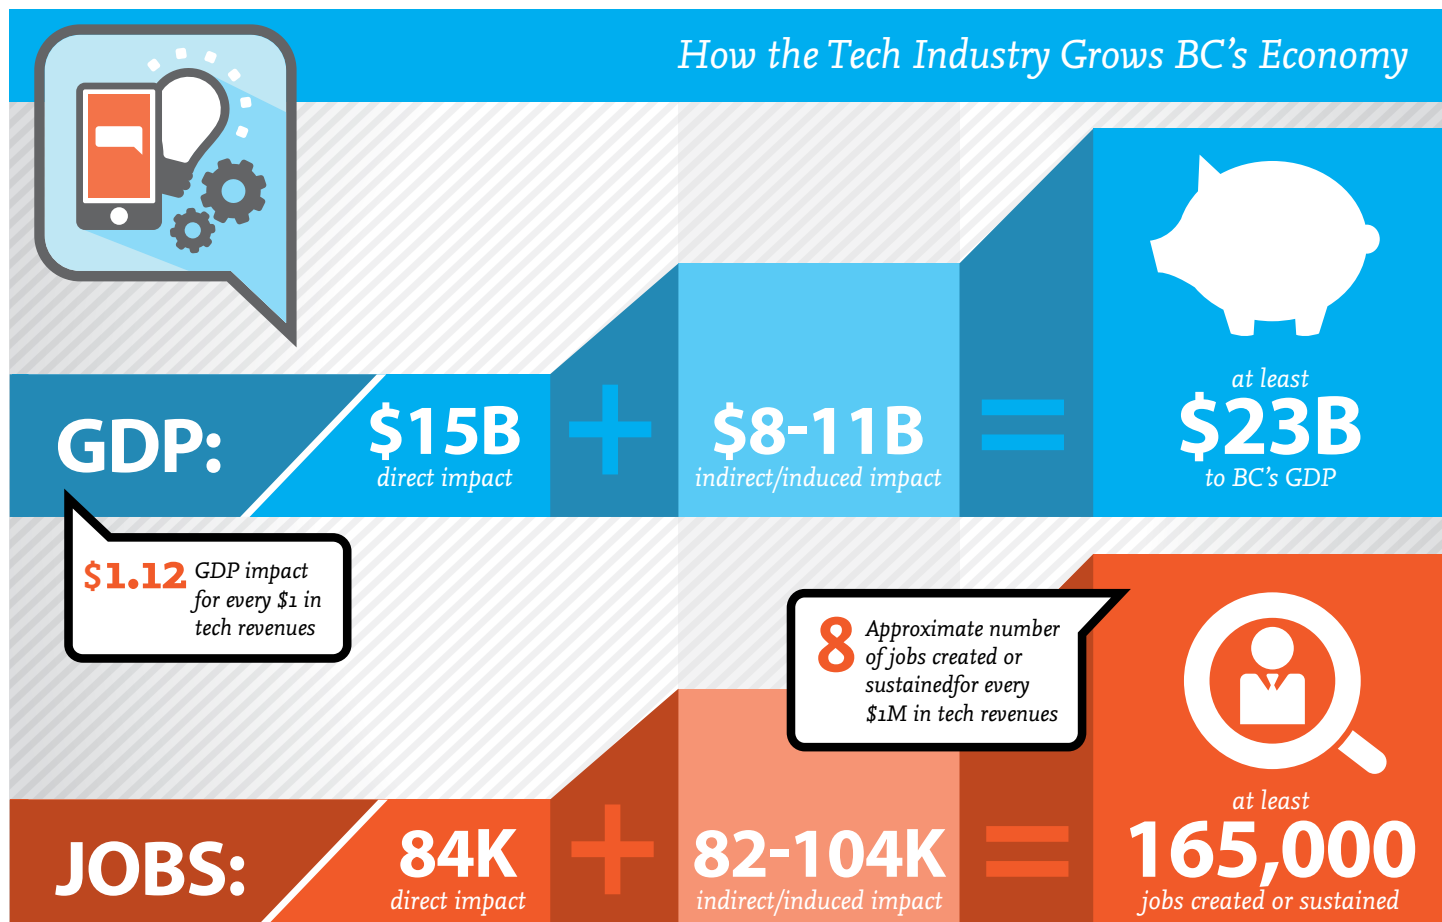 How the Tech Industry Grows BC’s Economy
GDP:
$15B
direct impact
+
$8-11B
indirect/induced impact
=
at least
$23B
to BC’s GDP
$1.12
GDP impact
for every $1 in
tech revenues
8
Approximate number
of jobs created or
sustainedfor every
$1M in tech revenues
JOBS:
84K
direct impact
+
82-104K
indirect/induced impact
=
at least
165,000
jobs created or sustained